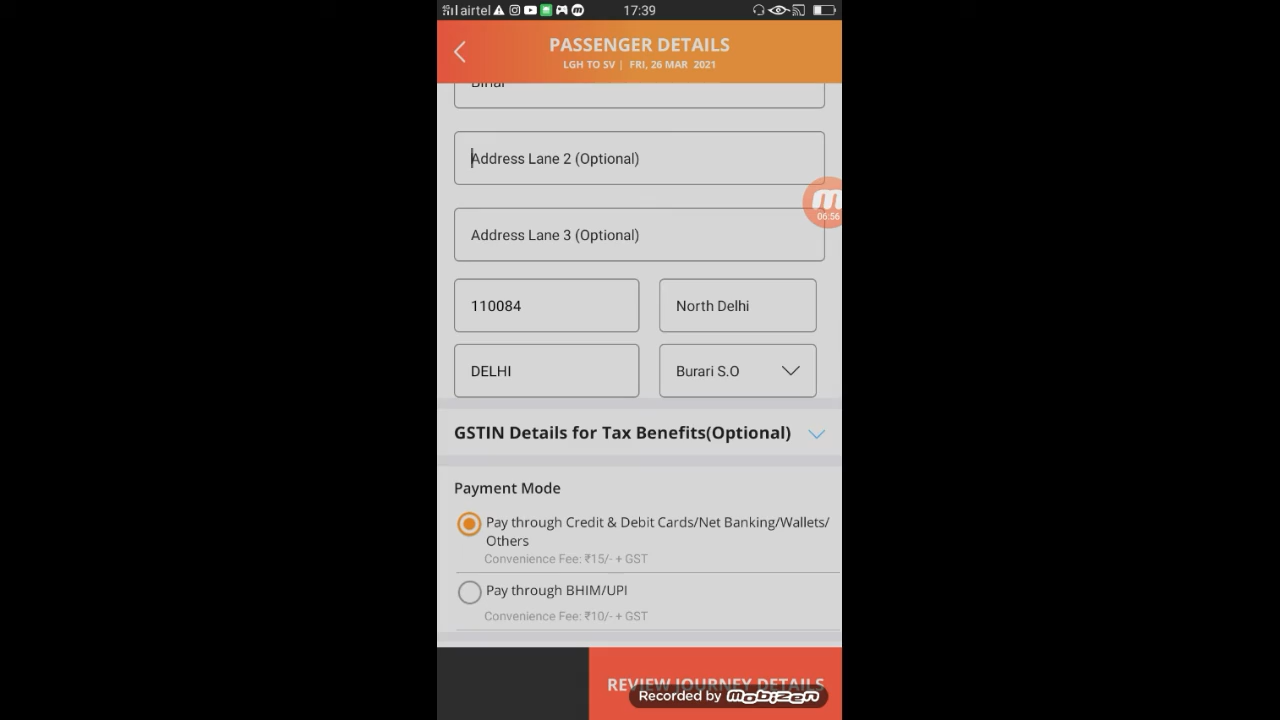 airtel 17:39
PASSENGER DETAILS
LGH TO SV | FRI, 26 MAR 2021
Bihar
Address Lane 2 (Optional)
06:56
Address Lane 3 (Optional)
110084 North Delhi
DELHI Burari S.O
GSTIN Details for Tax Benefits(Optional)
Payment Mode
Pay through Credit & Debit Cards/Net Banking/Wallets/
Others
Convenience Fee: ₹15/- + GST
Pay through BHIM/UPI
Convenience Fee: ₹10/- + GST
REVIEW JOURNEY DETAILS
Recorded by mobizen